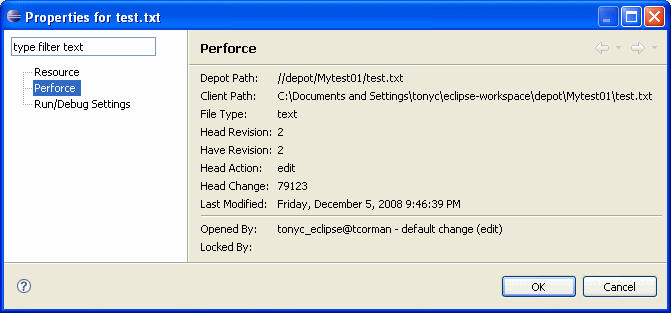 Properties for test.txt
type filter text
Resource
Perforce
Run/Debug Settings
Perforce
Depot Path: //depot/Mytest01/test.txt
Client Path: C:\Documents and Settings\tonyc\eclipse-workspace\depot\Mytest01\test.txt
File Type: text
Head Revision: 2
Have Revision: 2
Head Action: edit
Head Change: 79123
Last Modified: Friday, December 5, 2008 9:46:39 PM
Opened By: tonyc_eclipse@tcorman - default change (edit)
Locked By:
?
OK
Cancel